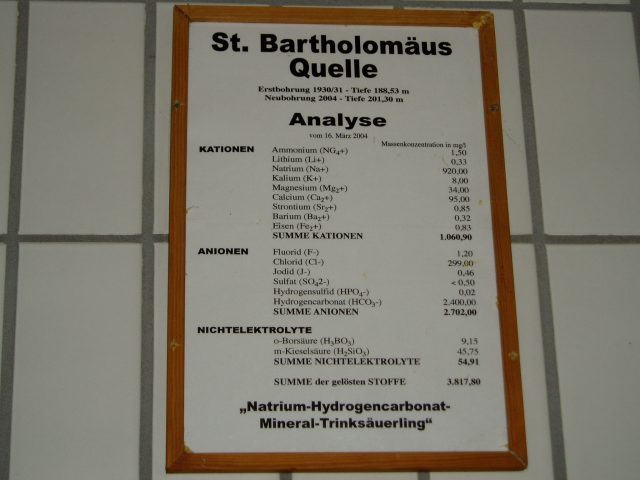 St. Bartholomäus
Quelle
Erstbohrung 1930/31 - Tiefe 188,53 m
Neubohrung 2004 - Tiefe 201,30 m
Analyse
vom 16. März 2004
Massenkonzentration in mg/l
KATIONEN Ammonium (NG4+) 1,50
Lithium (Li+) 0,33
Natrium (Na+) 920,00
Kalium (K+) 8,00
Magnesium (Mg2+) 34,00
Calcium (Ca2+) 95,00
Strontium (Sr2+) 0,85
Barium (Ba2+) 0,32
Eisen (Fe2+) 0,83
SUMME KATIONEN 1.060,90
ANIONEN Fluorid (F-) 1,20
Chlorid (Cl-) 299,00
Jodid (J-) 0,46
Sulfat (SO42-) < 0,50
Hydrogensulfid (HPO4-) 0,02
Hydrogencarbonat (HCO3-) 2.400,00
SUMME ANIONEN 2.702,00
NICHTELEKTROLYTE
o-Borsäure (H3BO3) 9,15
m-Kieselsäure (H2SiO3) 45,75
SUMME NICHTELEKTROLYTE 54,91
SUMME der gelösten STOFFE 3.817,80
„Natrium-Hydrogencarbonat-
Mineral-Trinksäuerling“